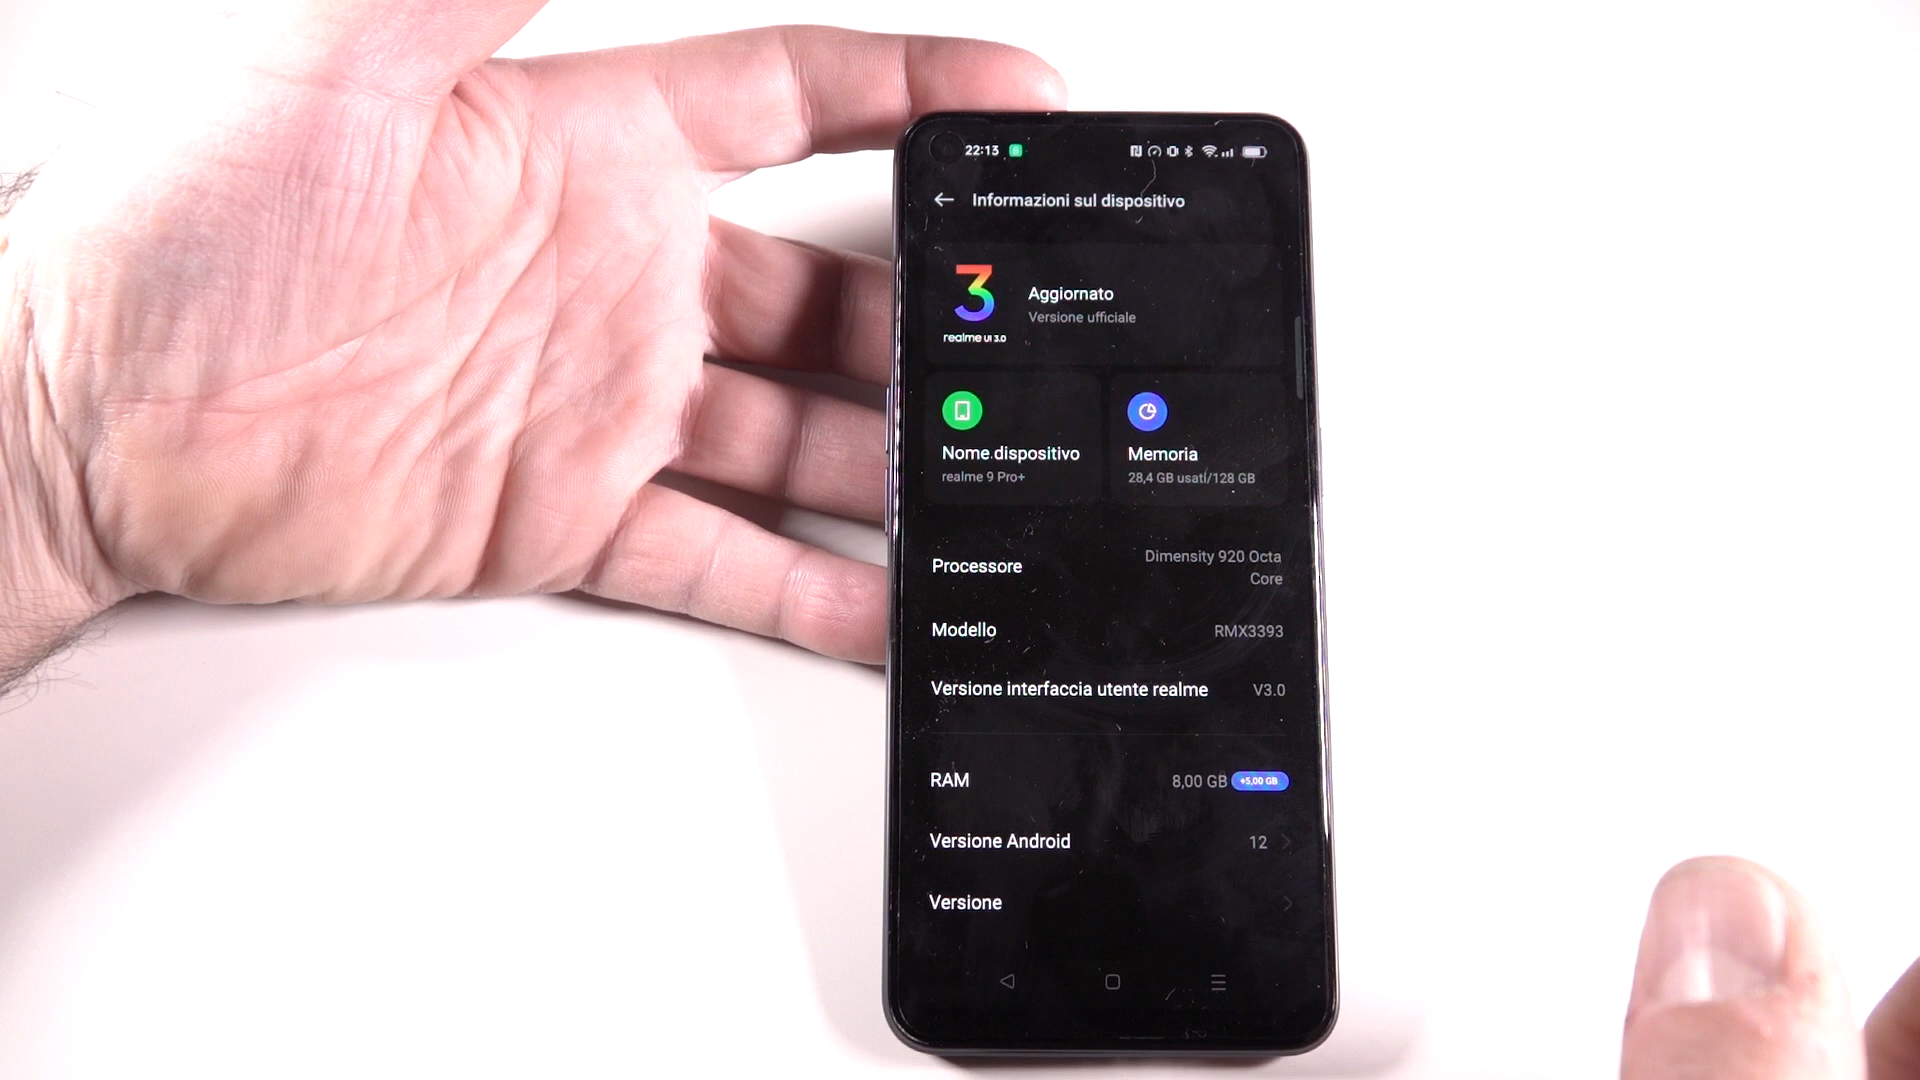 22:13
Informazioni sul dispositivo
3
realme UI 3.0
Aggiornato
Versione ufficiale
Nome dispositivo
realme 9 Pro+
Memoria
28,4 GB usati/128 GB
Processore
Dimensity 920 Octa
Core
Modello
RMX3393
Versione interfaccia utente realme
V3.0
RAM
8,00 GB
+5,00 GB
Versione Android
12
Versione